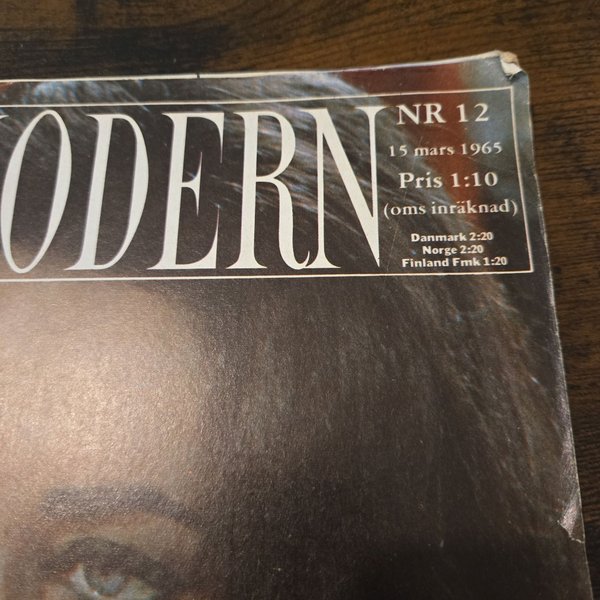 MODERN
NR 12
15 mars 1965
Pris 1:10
(oms inräknad)
Danmark 2:20
Norge 2:20
Finland Fmk 1:20